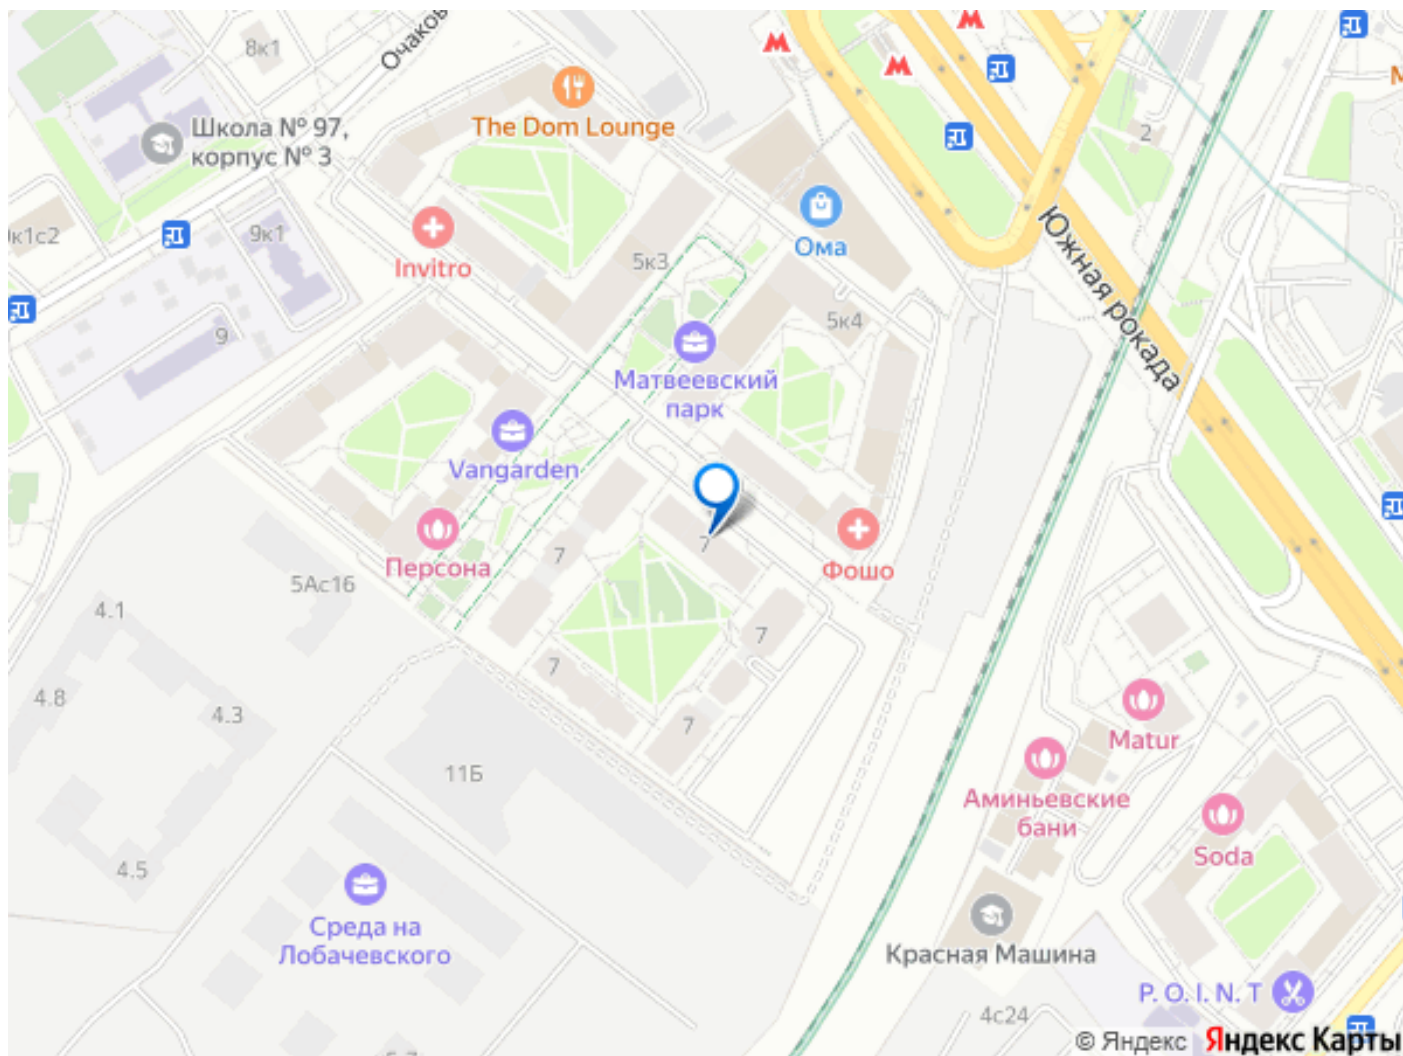 8к1
Очаков
Школа № 97,
корпус № 3
The Dom Lounge
2
к1с2
9к1
Invitro
5к3
Ома
Южная рокада
9
5к4
Матвеевский
парк
Vangarden
Персона
7
7
Фошо
5Ас16
4.1
7
7
4.8
4.3
7
Matur
11Б
Аминьевские
бани
Soda
4.5
Среда на
Лобачевского
Красная Машина
P. O. I. N. T
4с24
© Яндекс Яндекс Карты